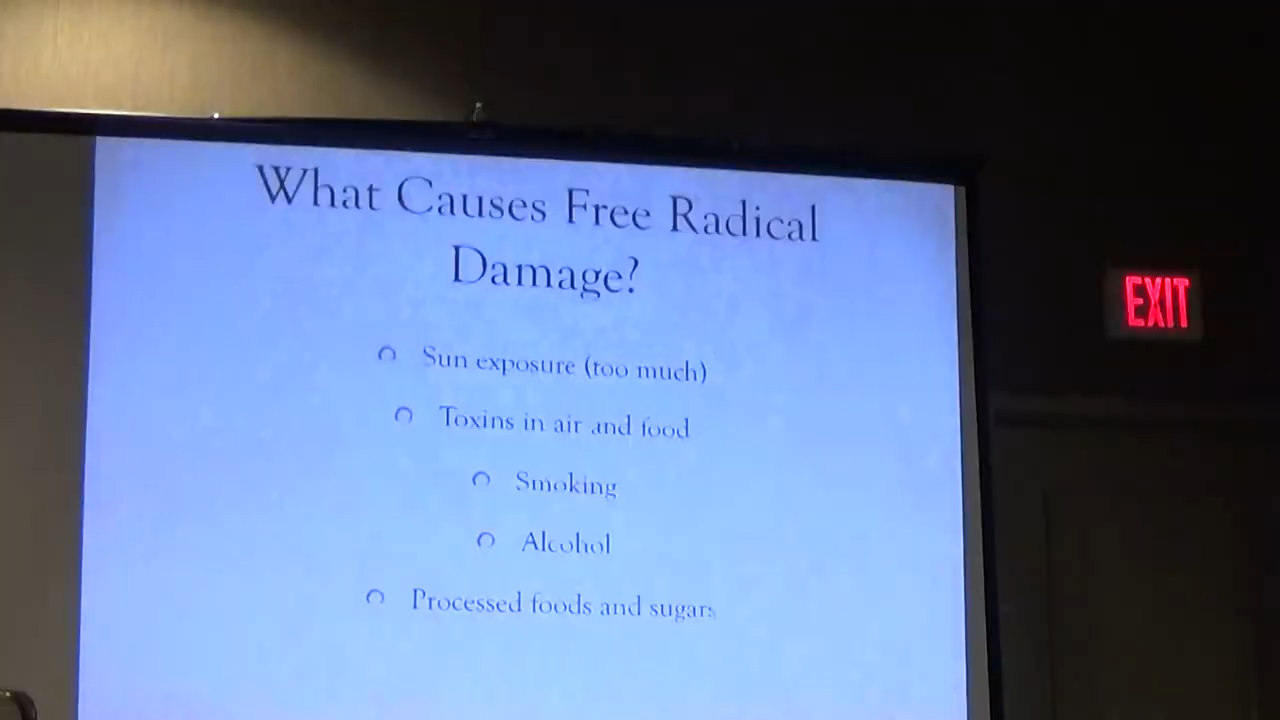 What Causes Free Radical
Damage?
Sun exposure (too much)
Toxins in air and food
Smoking
Alcohol
Processed foods and sugars
EXIT